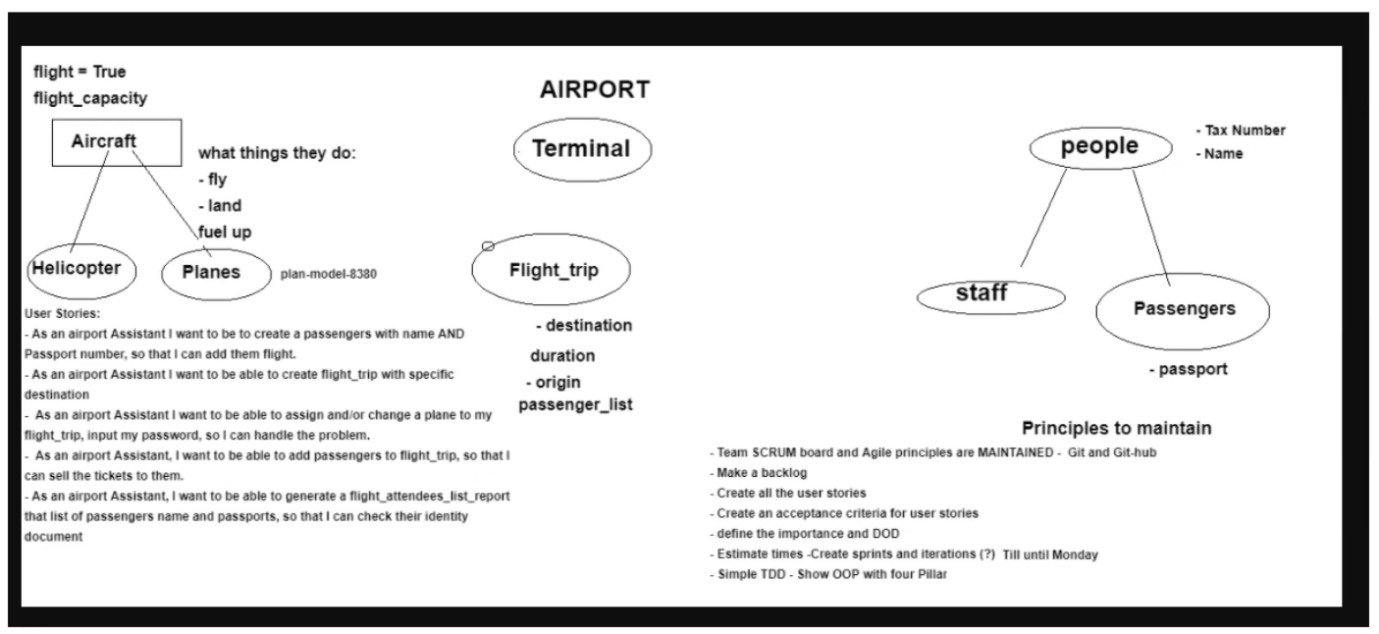 flight = True
flight_capacity
Aircraft
what things they do:
- fly
- land
fuel up
Helicopter
Planes
plan-model-8380
AIRPORT
Terminal
Flight_trip
- destination
duration
- origin
passenger_list
people
- Tax Number
- Name
staff
Passengers
- passport
User Stories:
- As an airport Assistant I want to be to create a passengers with name AND
Passport number, so that I can add them flight.
- As an airport Assistant I want to be able to create flight_trip with specific
destination
- As an airport Assistant I want to be able to assign and/or change a plane to my
flight_trip, input my password, so I can handle the problem.
- As an airport Assistant, I want to be able to add passengers to flight_trip, so that I
can sell the tickets to them.
- As an airport Assistant, I want to be able to generate a flight_attendees_list_report
that list of passengers name and passports, so that I can check their identity
document
Principles to maintain
- Team SCRUM board and Agile principles are MAINTAINED - Git and Git-hub
- Make a backlog
- Create all the user stories
- Create an acceptance criteria for user stories
- define the importance and DOD
- Estimate times -Create sprints and iterations (?) Till until Monday
- Simple TDD - Show OOP with four Pillar